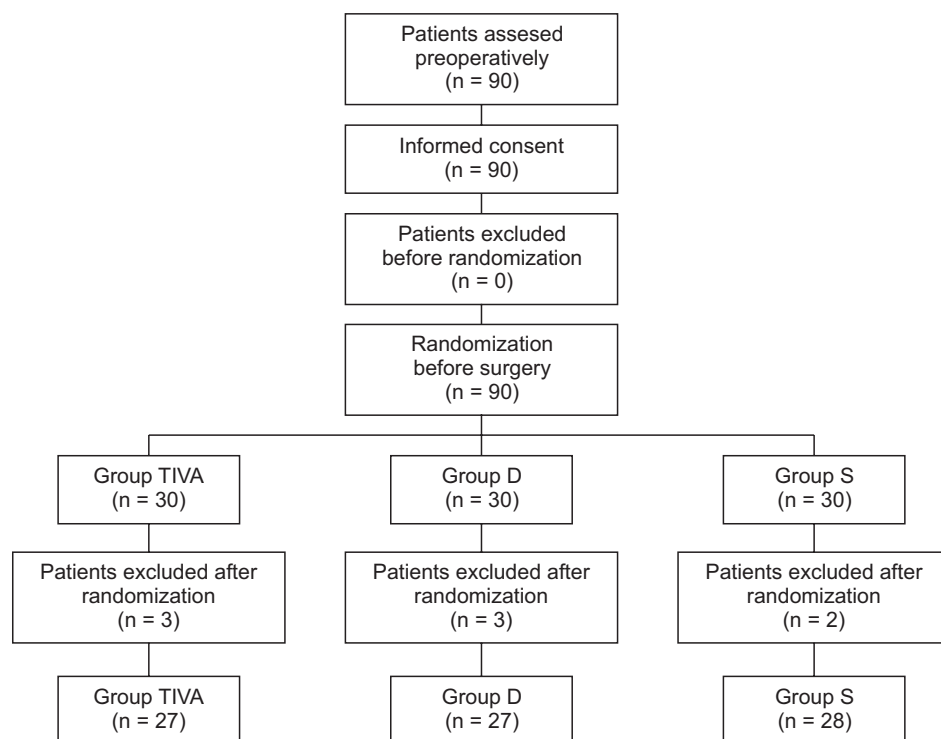 Patients assesed
preoperatively
(n = 90)
Informed consent
(n = 90)
Patients excluded
before randomization
(n = 0)
Randomization
before surgery
(n = 90)
Group TIVA
(n = 30)
Group D
(n = 30)
Group S
(n = 30)
Patients excluded after
randomization
(n = 3)
Patients excluded after
randomization
(n = 3)
Patients excluded after
randomization
(n = 2)
Group TIVA
(n = 27)
Group D
(n = 27)
Group S
(n = 28)